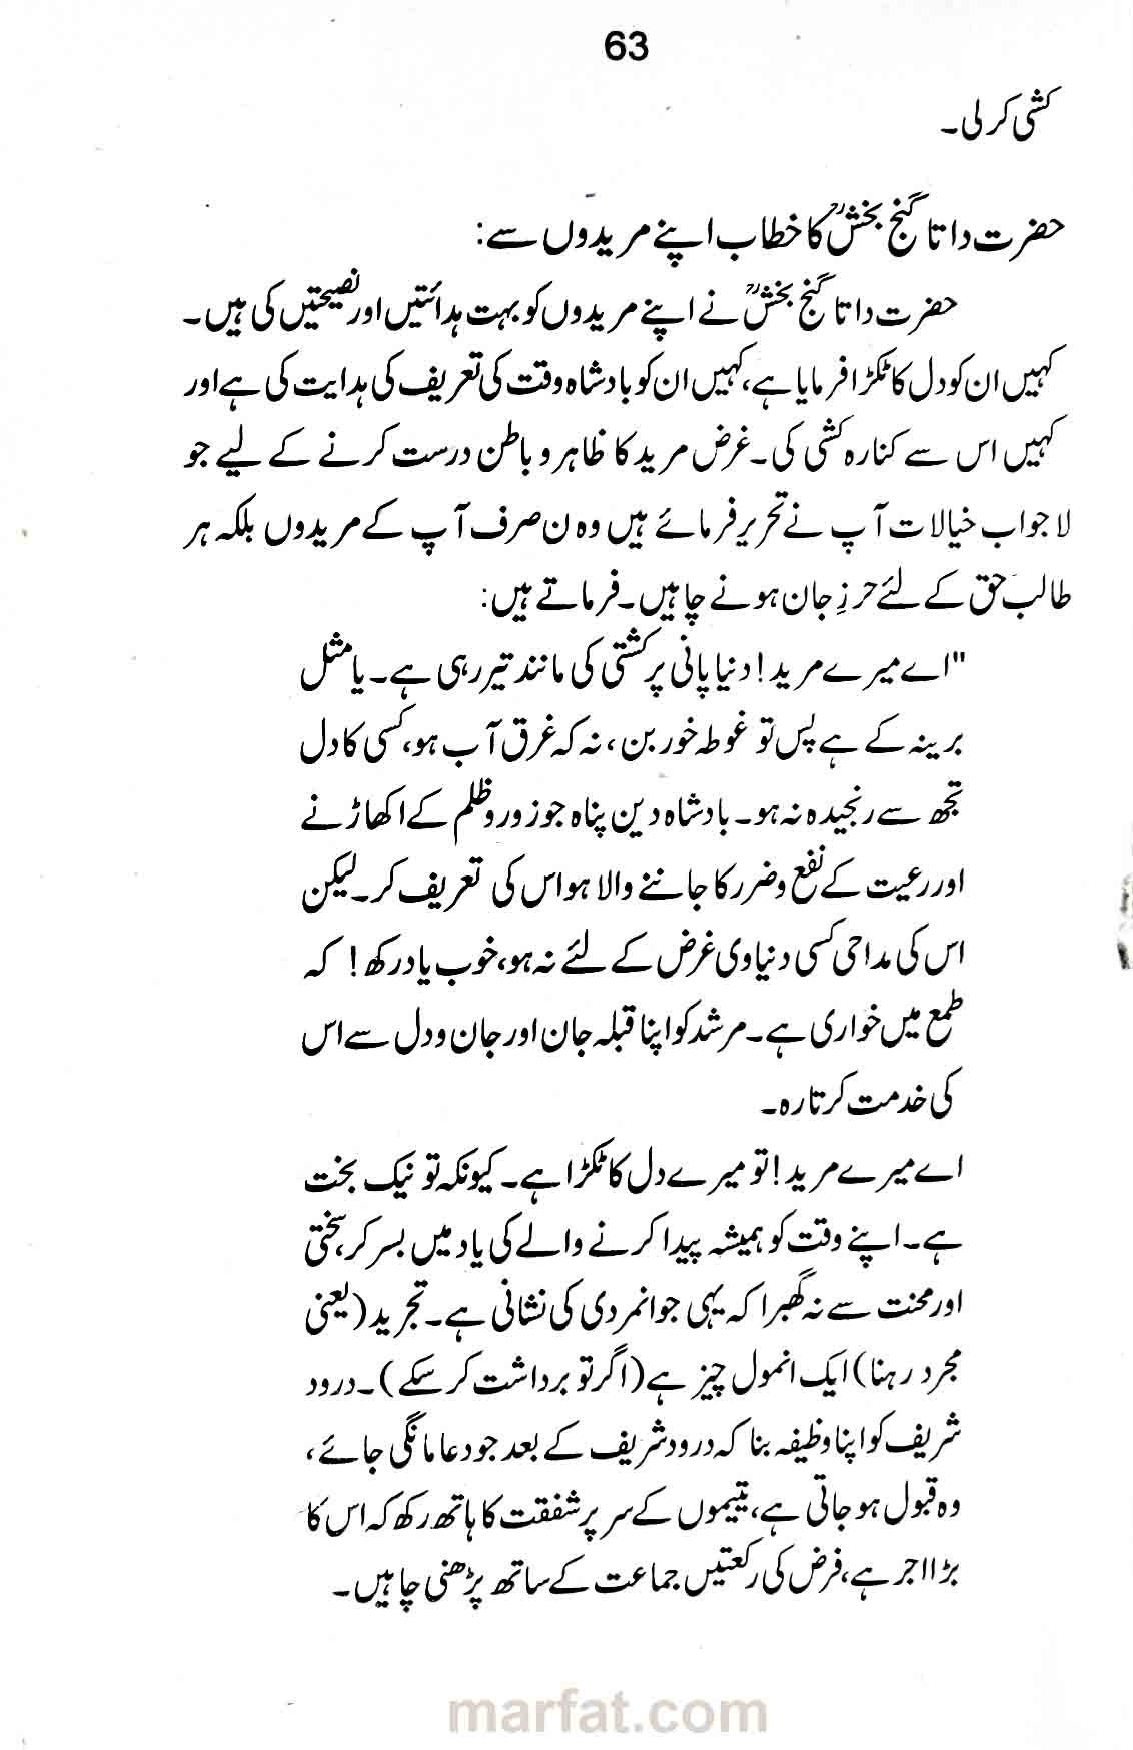 63
کشی کر لی۔
حضرت داتا گنج بخشؒ کا خطاب اپنے مریدوں سے:
حضرت داتا گنج بخشؒ نے اپنے مریدوں کو بہت ہدائتیں اور نصیحتیں کی ہیں۔
کہیں ان کو دل کا ٹکڑا فرمایا ہے، کہیں ان کو بادشاہ وقت کی تعریف کی ہدایت کی ہے اور
کہیں اس سے کنارہ کشی کی۔ غرض مرید کا ظاہر و باطن درست کرنے کے لیے جو
لا جواب خیالات آپ نے تحریر فرمائے ہیں وہ ن صرف آپ کے مریدوں بلکہ ہر
طالبَ حق کے لئے حرزِ جان ہونے چاہیں۔ فرماتے ہیں:
"اے میرے مرید! دنیا پانی پر کشتی کی مانند تیر رہی ہے۔ یا مثل
برینہ کے ہے پس تو غوطہ خور بن، نہ کہ غرق آب ہو، کسی کا دل
تجھ سے رنجیدہ نہ ہو۔ بادشاہ دین پناہ جو زور و ظلم کے اکھاڑنے
اور رعیت کے نفع و ضرر کا جاننے والا ہو اس کی تعریف کر۔ لیکن
اس کی مداحی کسی دنیاوی غرض کے لئے نہ ہو، خوب یاد رکھ! کہ
طمع میں خواری ہے۔ مرشد کو اپنا قبلہ جان اور جان و دل سے اس
کی خدمت کرتا رہ۔
اے میرے مرید! تو میرے دل کا ٹکڑا ہے۔ کیونکہ تو نیک بخت
ہے۔ اپنے وقت کو ہمیشہ پیدا کرنے والے کی یاد میں بسر کر، سختی
اور محنت سے نہ گھبرا کہ یہی جوانمردی کی نشانی ہے۔ تجرید (یعنی
مجرد رہنا) ایک انمول چیز ہے (اگر تو برداشت کر سکے)۔ درود
شریف کو اپنا وظیفہ بنا کہ درود شریف کے بعد جو دعا مانگی جائے،
وہ قبول ہو جاتی ہے، یتیموں کے سر پر شفقت کا ہاتھ رکھ کہ اس کا
بڑا اجر ہے، فرض کی رکعتیں جماعت کے ساتھ پڑھنی چاہیں۔
marfat.com